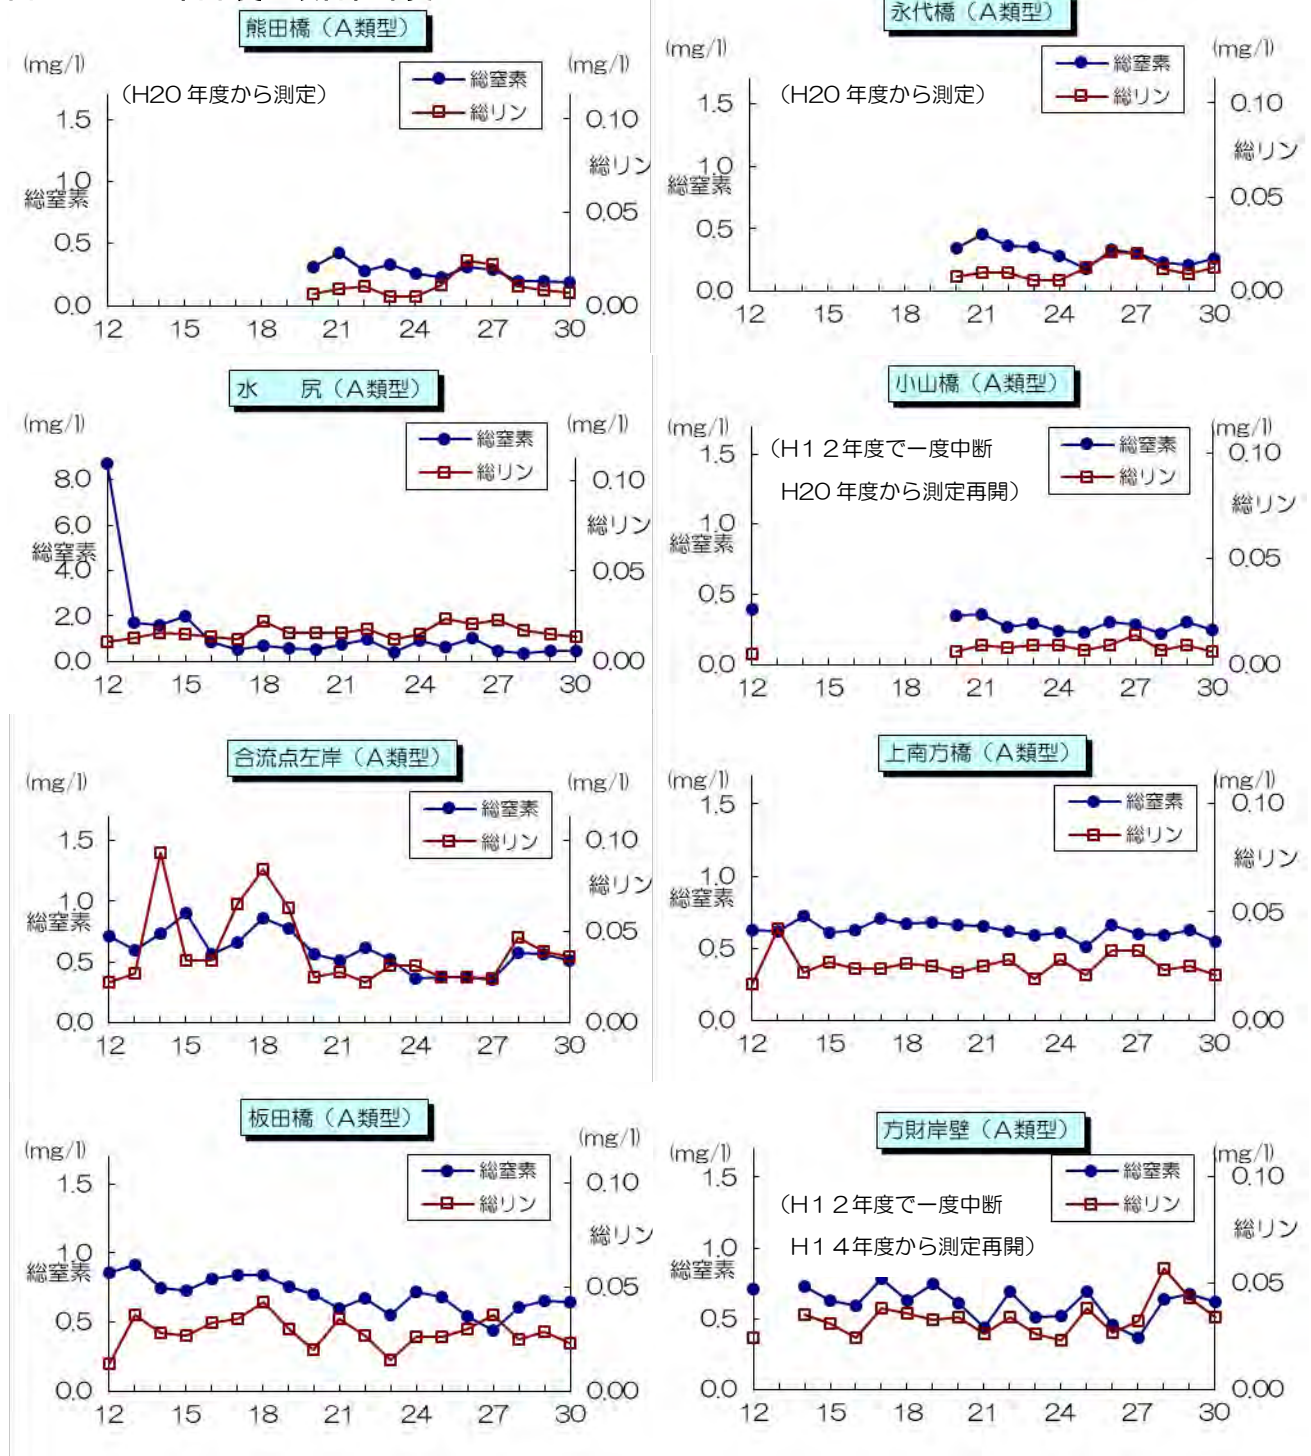 熊田橋（A類型）
(mg/l)
(mg/l)
総窒素
総リン
（H20 年度から測定）
1.5
1.0
0.5
0.0
総窒素
0.10
0.05
0.00
総リン
12 15 18 21 24 27 30
永代橋（A類型）
(mg/l)
(mg/l)
総窒素
総リン
（H20 年度から測定）
1.5
1.0
0.5
0.0
総窒素
0.10
0.05
0.00
総リン
12 15 18 21 24 27 30
水　尻（A類型）
(mg/l)
(mg/l)
総窒素
総リン
8.0
6.0
4.0
2.0
0.0
総窒素
0.10
0.05
0.00
総リン
12 15 18 21 24 27 30
小山橋（A類型）
(mg/l)
(mg/l)
総窒素
総リン
（H１２年度で一度中断
H20 年度から測定再開）
1.5
1.0
0.5
0.0
総窒素
0.10
0.05
0.00
総リン
12 15 18 21 24 27 30
合流点左岸（A類型）
(mg/l)
(mg/l)
総窒素
総リン
1.5
1.0
0.5
0.0
総窒素
0.10
0.05
0.00
総リン
12 15 18 21 24 27 30
上南方橋（A類型）
(mg/l)
(mg/l)
総窒素
総リン
1.5
1.0
0.5
0.0
総窒素
0.10
0.05
0.00
総リン
12 15 18 21 24 27 30
板田橋（A類型）
(mg/l)
(mg/l)
総窒素
総リン
1.5
1.0
0.5
0.0
総窒素
0.10
0.05
0.00
総リン
12 15 18 21 24 27 30
方財岸壁（A類型）
(mg/l)
(mg/l)
総窒素
総リン
（H１２年度で一度中断
H１４年度から測定再開）
1.5
1.0
0.5
0.0
総窒素
0.10
0.05
0.00
総リン
12 15 18 21 24 27 30